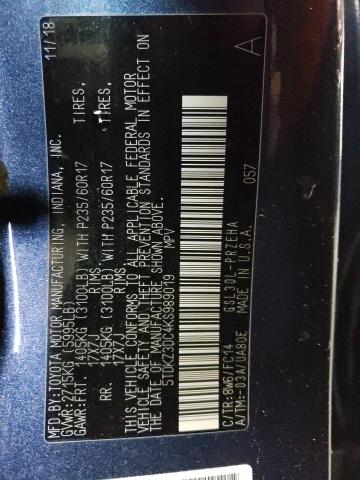 MFD.BY:TOYOTA MOTOR MANUFACTURING, INDIANA, INC. 11/18
GVWR:2715KG (5995LB)
GAWR:FRT. 1405KG (3100LB) WITH P235/60R17 TIRES,
17X7J RIMS
RR. 1405KG (3100LB) WITH P235/60R17 TIRES,
17X7J RIMS
THIS VEHICLE CONFORMS TO ALL APPLICABLE FEDERAL MOTOR
VEHICLE SAFETY AND THEFT PREVENTION STANDARDS IN EFFECT ON
THE DATE OF MANUFACTURE SHOWN ABOVE.
5TDKZ3DC4KS989019 MPV
C/TR:8W6/FC14 GSL30L-PRZEHA
A/TM:-03A/UA80E MADE IN U.S.A. 057
A